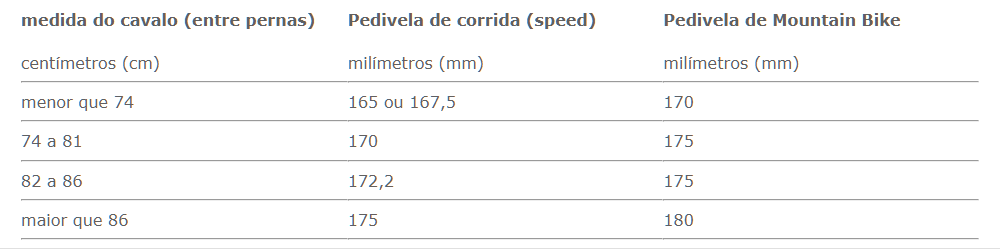 medida do cavalo (entre pernas) Pedivela de corrida (speed) Pedivela de Mountain Bike
centímetros (cm) milímetros (mm) milímetros (mm)
menor que 74 165 ou 167,5 170
74 a 81 170 175
82 a 86 172,2 175
maior que 86 175 180